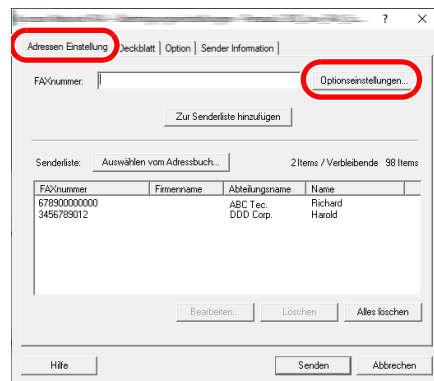 ? ×
Adressen Einstellung Deckblatt Option Sender Information
FAXnummer: Optionseinstellungen...
Zur Senderliste hinzufügen
Senderliste: Auswählen vom Adressbuch... 2Items / Verbleibende 98 Items
FAXnummer Firmenname Abteilungsname Name
678900000000 ABC Tec. Richard
3456789012 DDD Corp. Harold
Bearbeiten... Löschen Alles löschen
Hilfe Senden Abbrechen